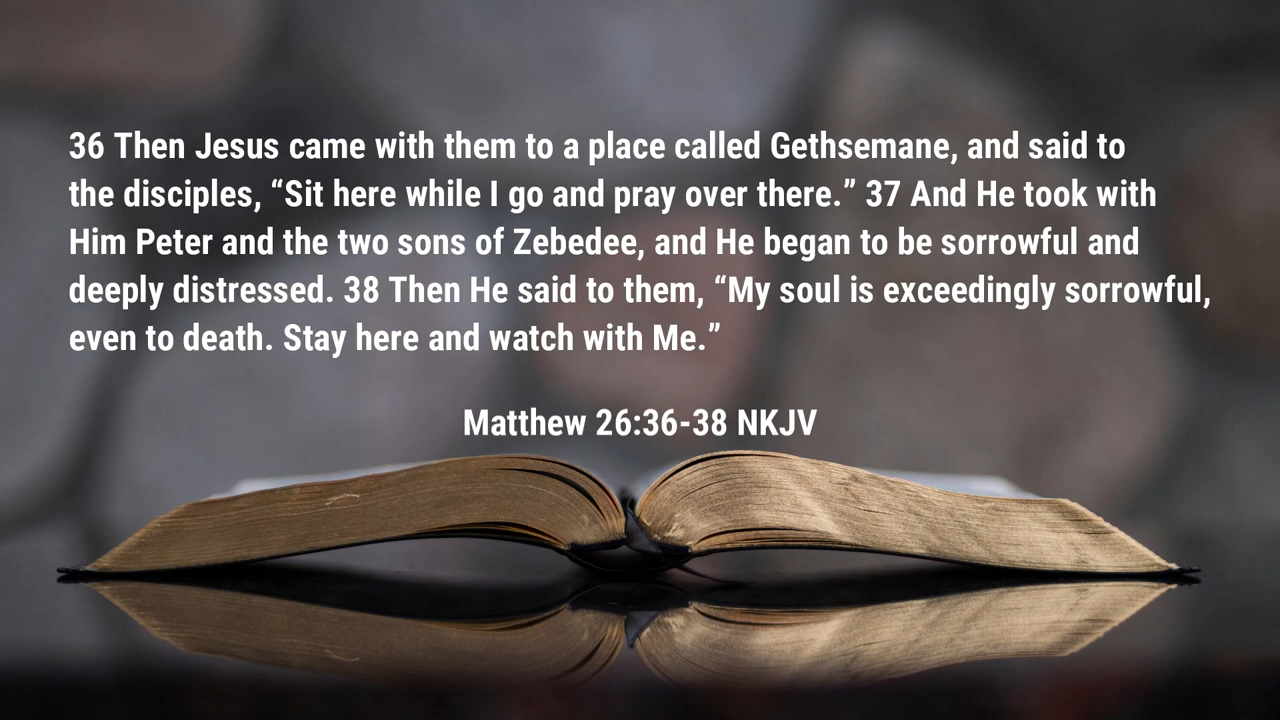 36 Then Jesus came with them to a place called Gethsemane, and said to
the disciples, “Sit here while I go and pray over there.” 37 And He took with
Him Peter and the two sons of Zebedee, and He began to be sorrowful and
deeply distressed. 38 Then He said to them, “My soul is exceedingly sorrowful,
even to death. Stay here and watch with Me.”
Matthew 26:36-38 NKJV